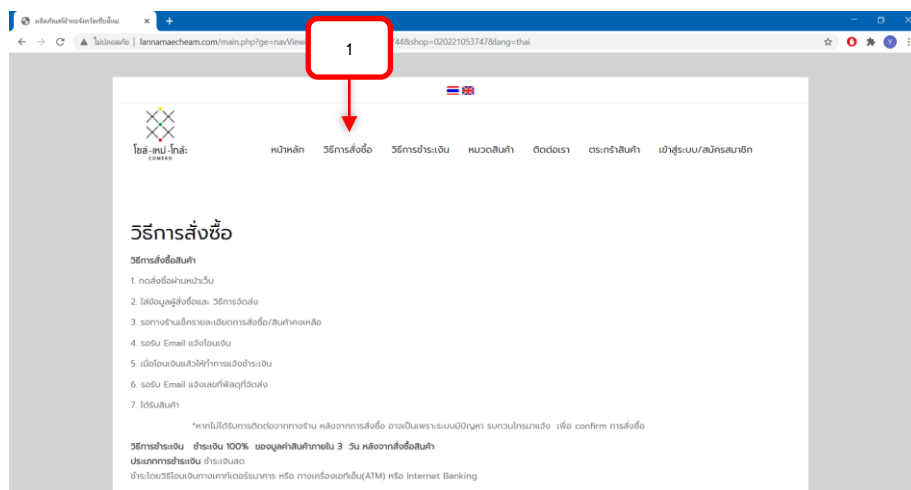 ผลิตภัณฑ์ผ้าทอจังหวัดเชียงใหม่
ไม่ปลอดภัย | lannamaecheam.com/main.php?ge=navView
744&shop=020221053747&lang=thai
1
โขล่-เหม่-โกล่ะ
COMEKO
หน้าหลัก วิธีการสั่งซื้อ วิธีการชำระเงิน หมวดสินค้า ติดต่อเรา ตระกร้าสินค้า เข้าสู่ระบบ/สมัครสมาชิก
วิธีการสั่งซื้อ
วิธีการสั่งซื้อสินค้า
1. กดสั่งซื้อผ่านหน้าเว็บ
2. ใส่ข้อมูลผู้สั่งซื้อและ วิธีการจัดส่ง
3. รอทางร้านเช็ครายละเอียดการสั่งซื้อ/สินค้าคงเหลือ
4. รอรับ Email แจ้งโอนเงิน
5. เมื่อโอนเงินแล้วให้ทำการแจ้งชำระเงิน
6. รอรับ Email แจ้งเลขที่พัสดุที่จัดส่ง
7. ได้รับสินค้า
*หากไม่ได้รับการติดต่อจากทางร้าน หลังจากการสั่งซื้อ อาจเป็นเพราะระบบมีปัญหา รบกวนโทรมาแจ้ง เพื่อ confirm การสั่งซื้อ
วิธีการชำระเงิน ชำระเงิน 100% ของมูลค่าสินค้าภายใน 3 วัน หลังจากสั่งซื้อสินค้า
ประเภทการชำระเงิน ชำระเงินสด
ชำระโดยวิธีโอนเงินทางเคาท์เตอร์ธนาคาร หรือ ทางเครื่องเอทีเอ็ม(ATM) หรือ Internet Banking